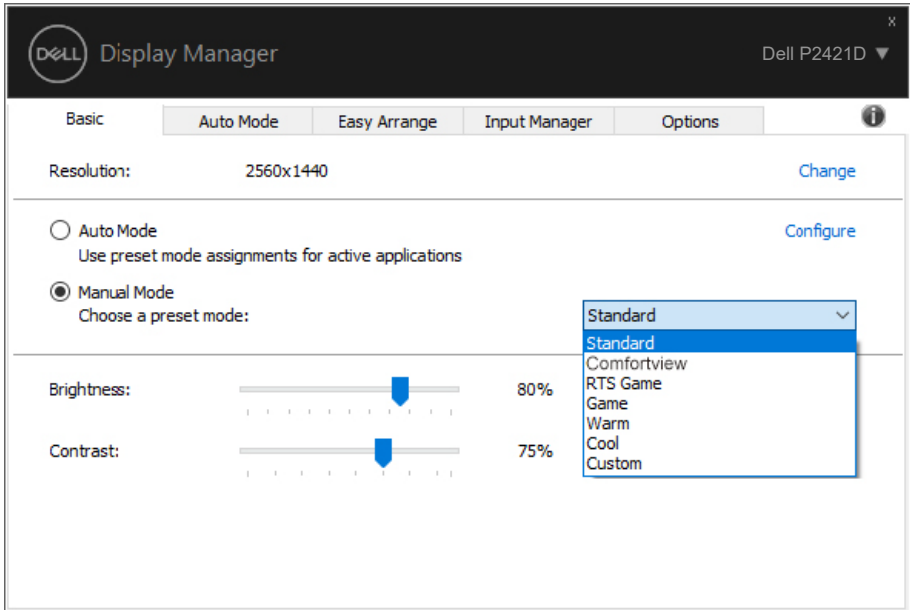 DELL Display Manager
x
Dell P2421D ▼
Basic Auto Mode Easy Arrange Input Manager Options
Resolution: 2560x1440 Change
Auto Mode Configure
Use preset mode assignments for active applications
Manual Mode
Choose a preset mode: Standard
Standard
Comfortview
RTS Game
Game
Warm
Cool
Custom
Brightness: 80%
Contrast: 75%